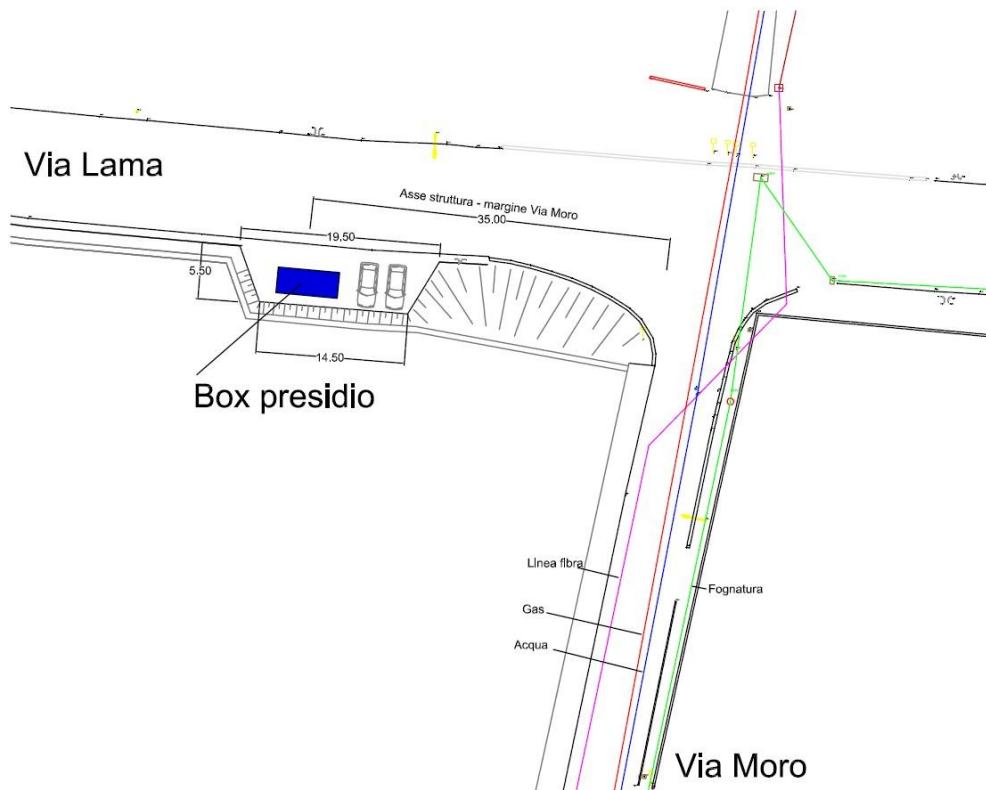 Via Lama
Asse struttura - margine Via Moro
35.00
19.50
5.50
14.50
Box presidio
Linea fibra
Gas
Acqua
Fognatura
Via Moro